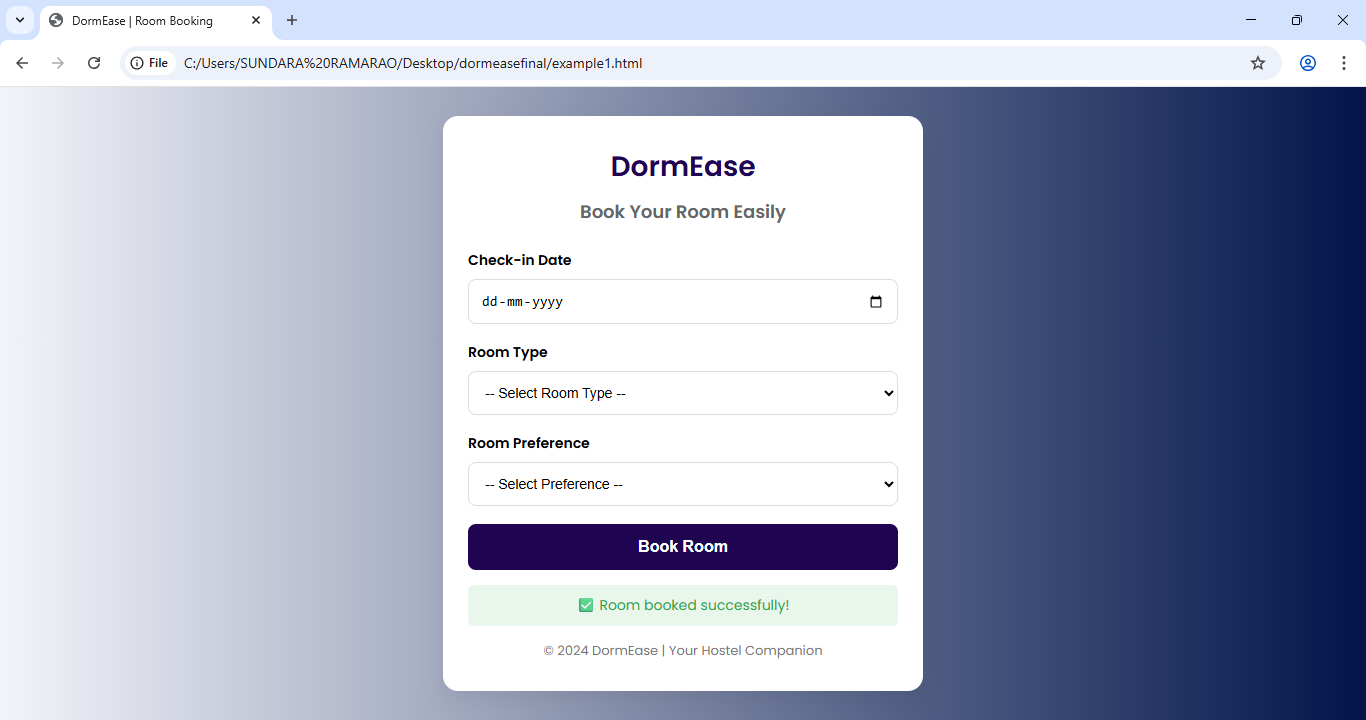 DormEase | Room Booking
File
C:/Users/SUNDARA%20RAMARAO/Desktop/dormeasefinal/example1.html
DormEase
Book Your Room Easily
Check-in Date
dd-mm-yyyy
Room Type
-- Select Room Type --
Room Preference
-- Select Preference --
Book Room
✅ Room booked successfully!
© 2024 DormEase | Your Hostel Companion